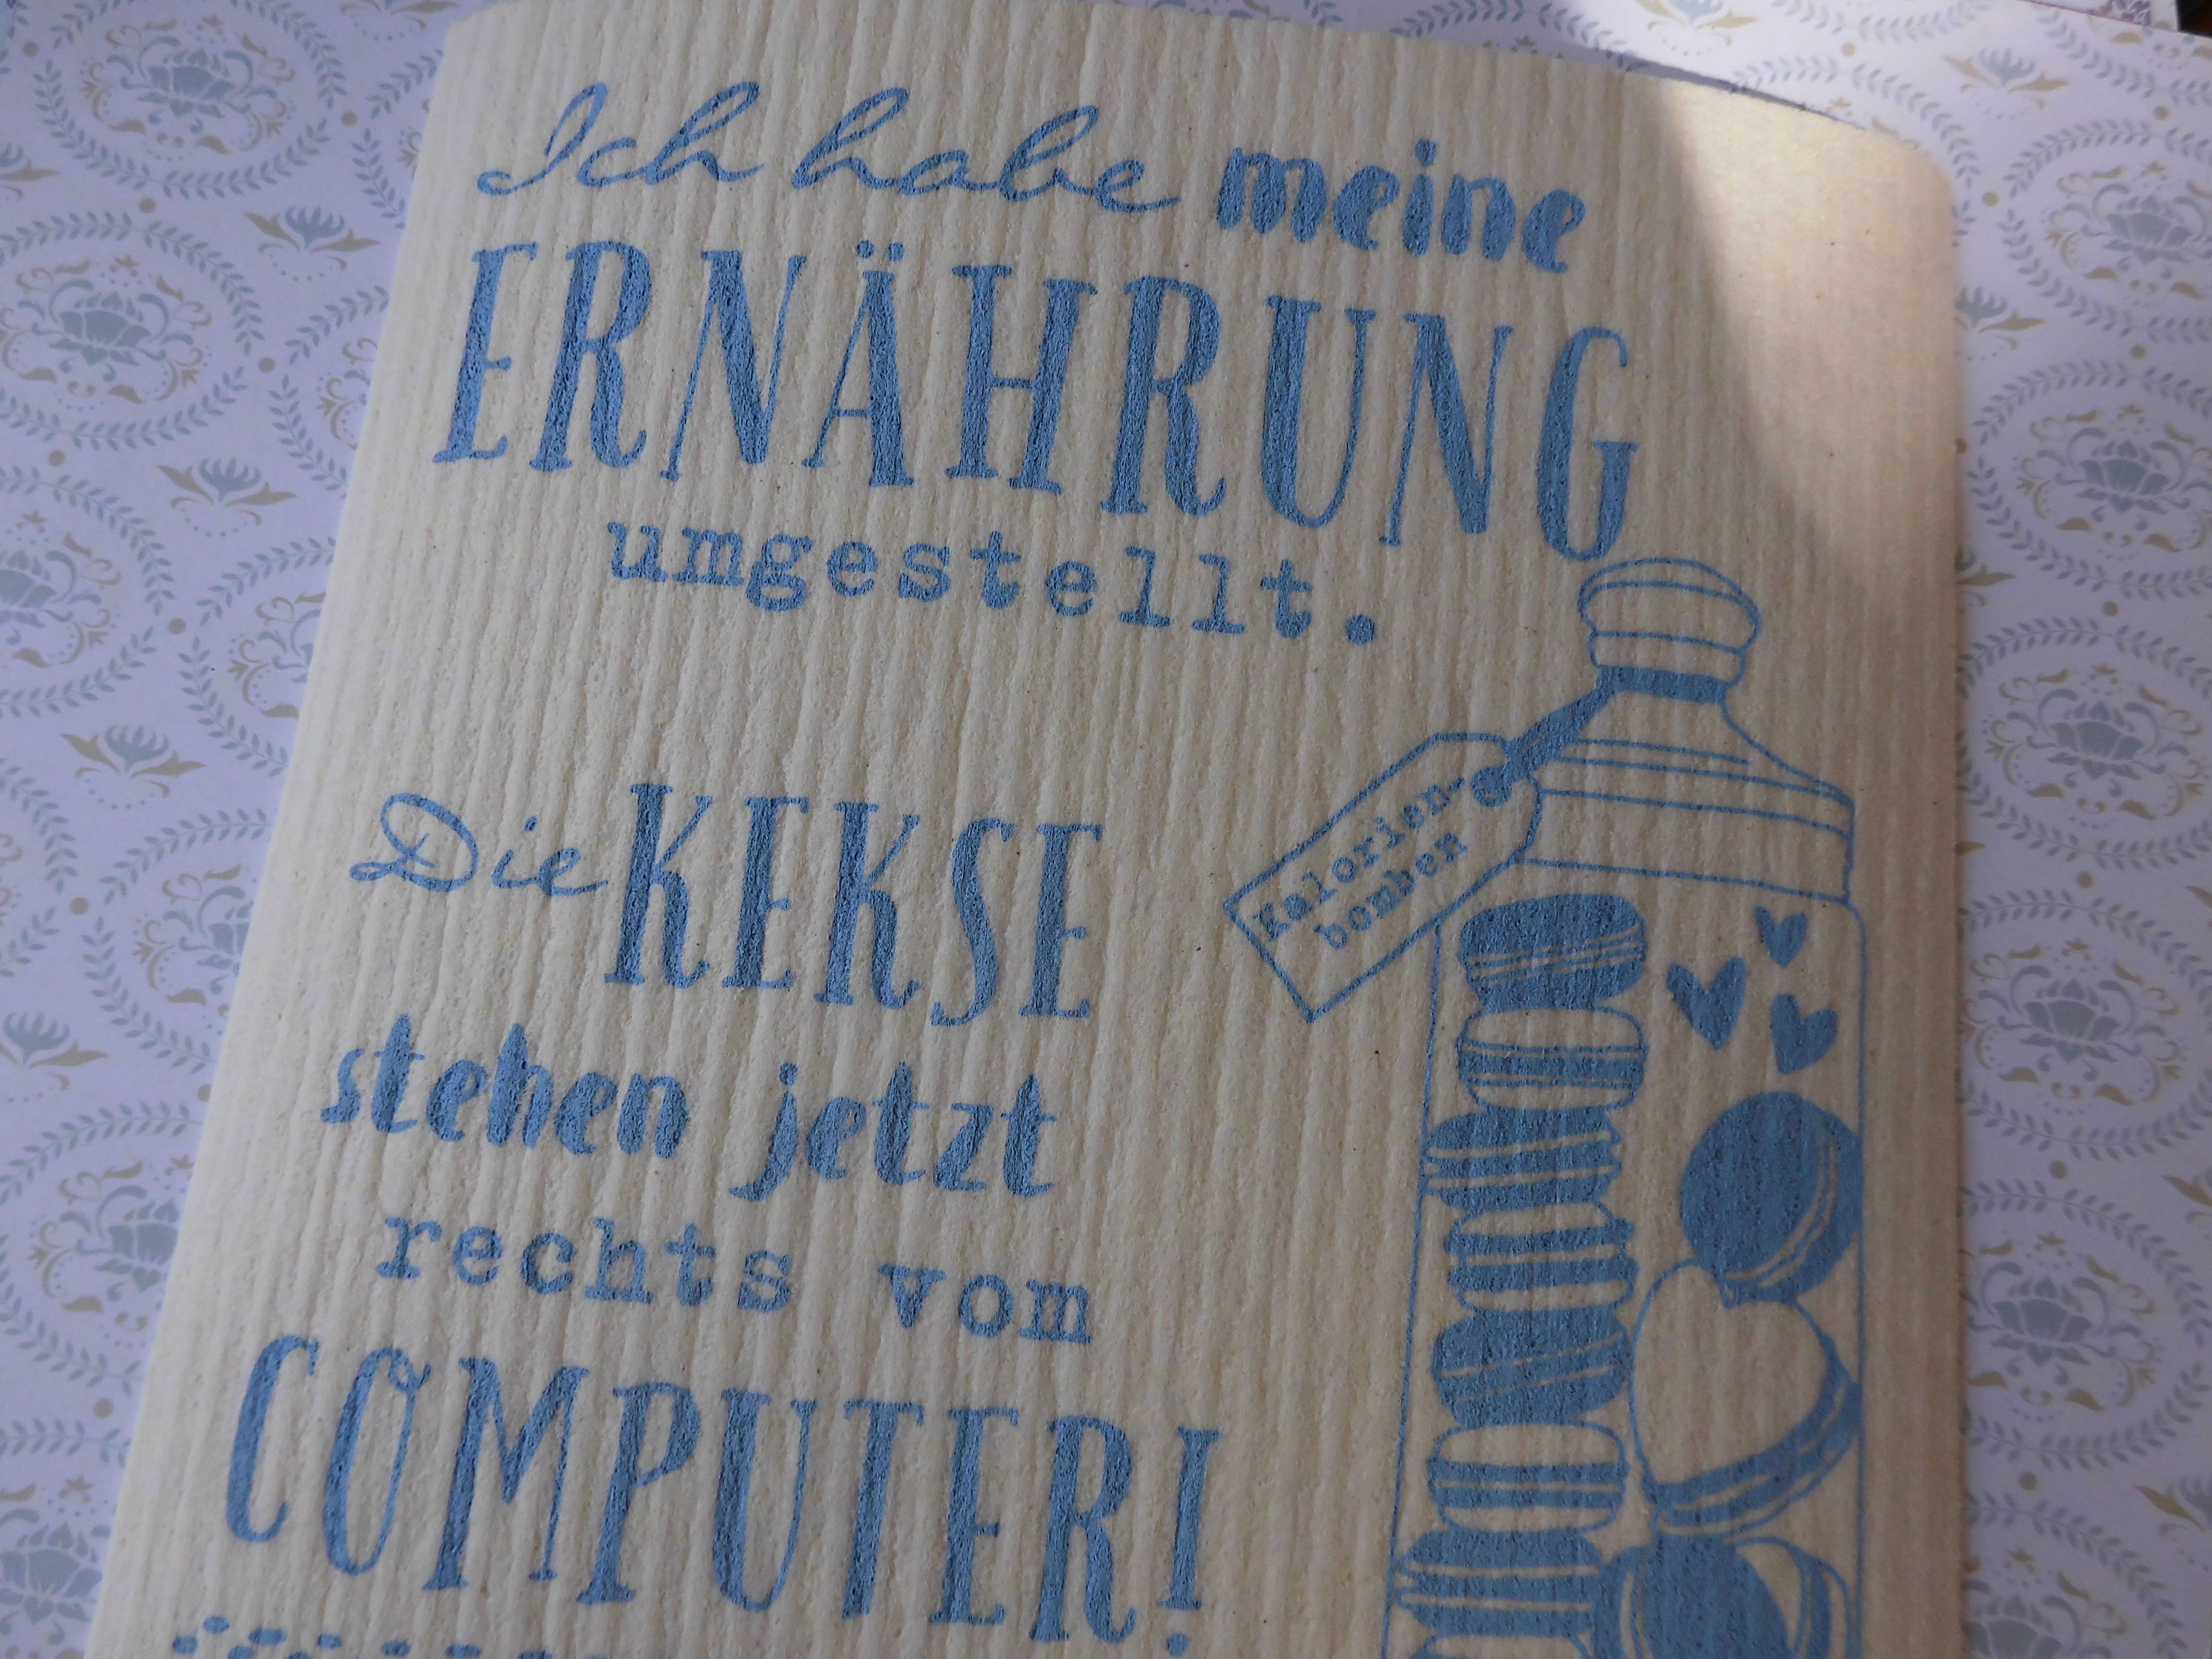 Ich habe meine
ERNÄHRUNG
umgestellt.
Die KEKSE
stehen jetzt
rechts vom
COMPUTER!
Kalorien-
bomben